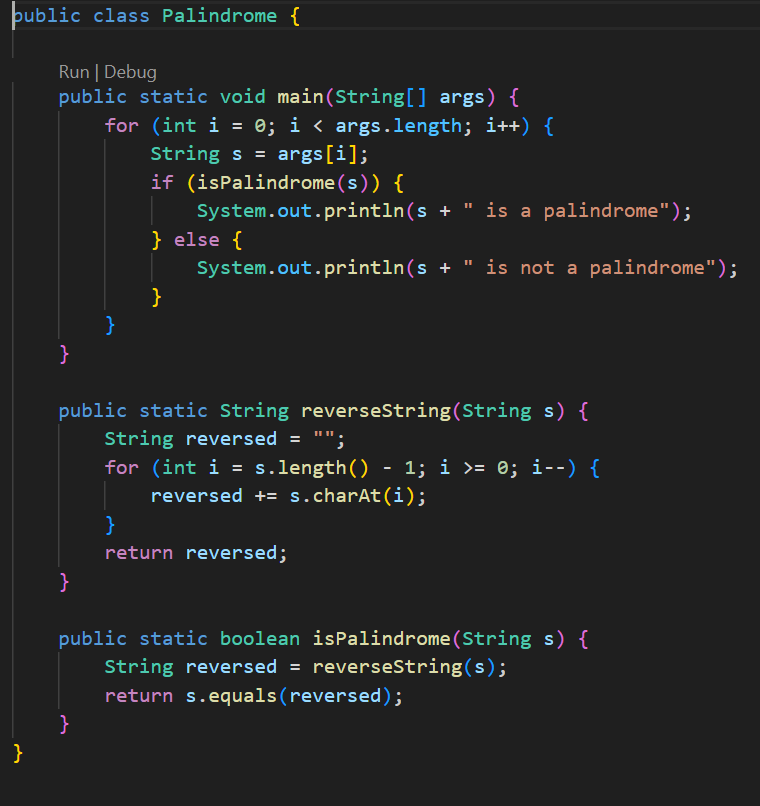 public class Palindrome {
Run | Debug
public static void main(String[] args) {
for (int i = 0; i < args.length; i++) {
String s = args[i];
if (isPalindrome(s)) {
System.out.println(s + " is a palindrome");
} else {
System.out.println(s + " is not a palindrome");
}
}
}
public static String reverseString(String s) {
String reversed = "";
for (int i = s.length() - 1; i >= 0; i--) {
reversed += s.charAt(i);
}
return reversed;
}
public static boolean isPalindrome(String s) {
String reversed = reverseString(s);
return s.equals(reversed);
}
}